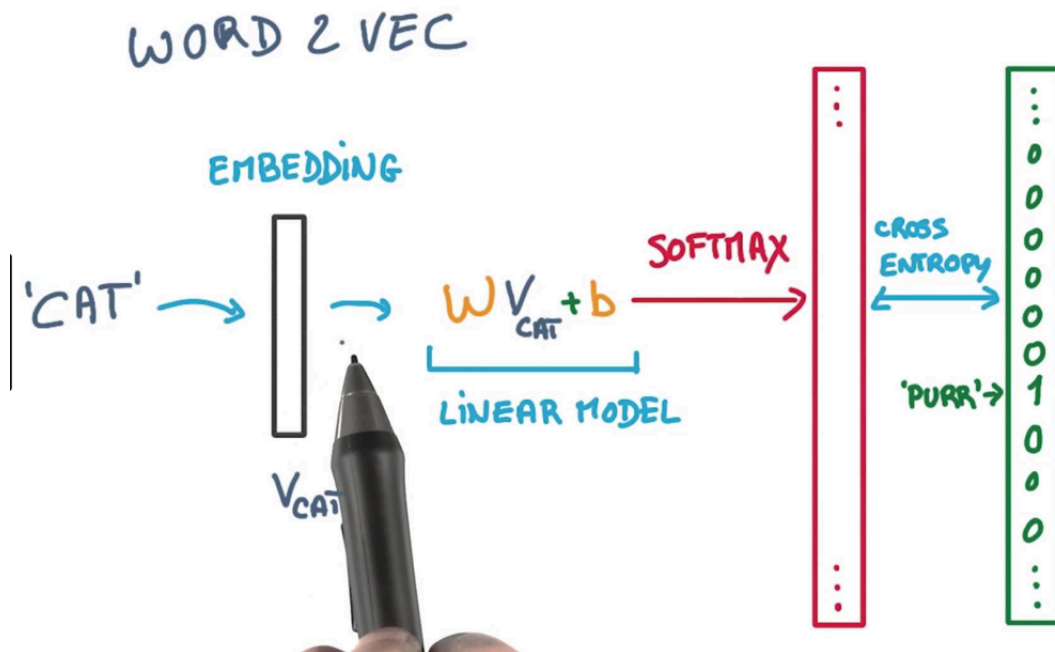 WORD 2 VEC
EMBEDDING
'CAT'
V CAT
W V CAT + b
LINEAR MODEL
SOFTMAX
CROSS
ENTROPY
'PURR'
0
0
0
0
0
0
1
0
0
0